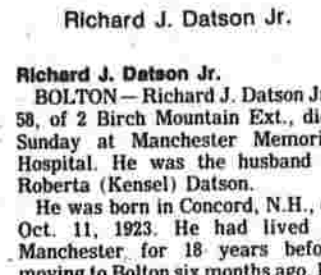 Richard J. Datson Jr.
Richard J. Datson Jr.
BOLTON — Richard J. Datson J
58, of 2 Birch Mountain Ext., di
Sunday at Manchester Memori
Hospital. He was the husband
Roberta (Kensel) Datson.
He was born in Concord, N.H.,
Oct. 11, 1923. He had lived
Manchester for 18 years befo
moving to Bolton six months ago.